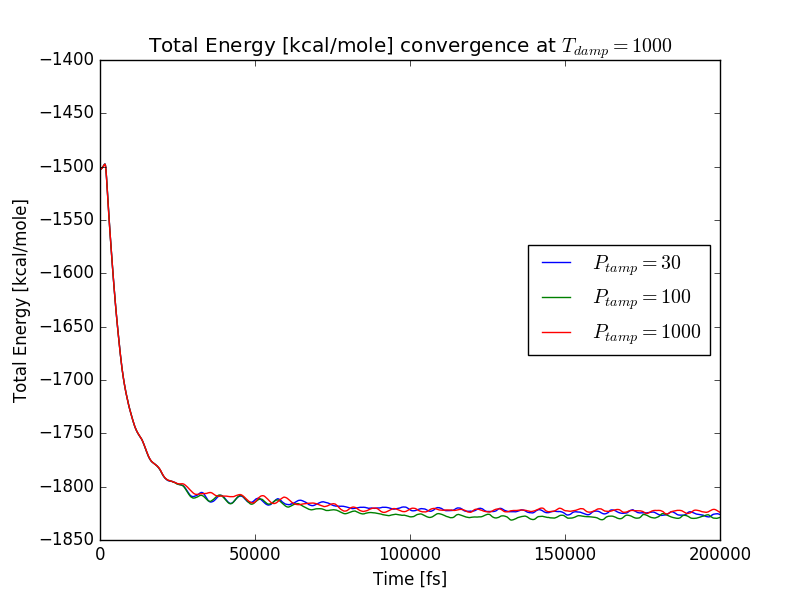 Total Energy [kcal/mole] convergence at T_damp = 1000
Total Energy [kcal/mole]
−1400
−1450
−1500
−1550
−1600
−1650
−1700
−1750
−1800
−1850
P_tamp = 30
P_tamp = 100
P_tamp = 1000
0 50000 100000 150000 200000
Time [fs]